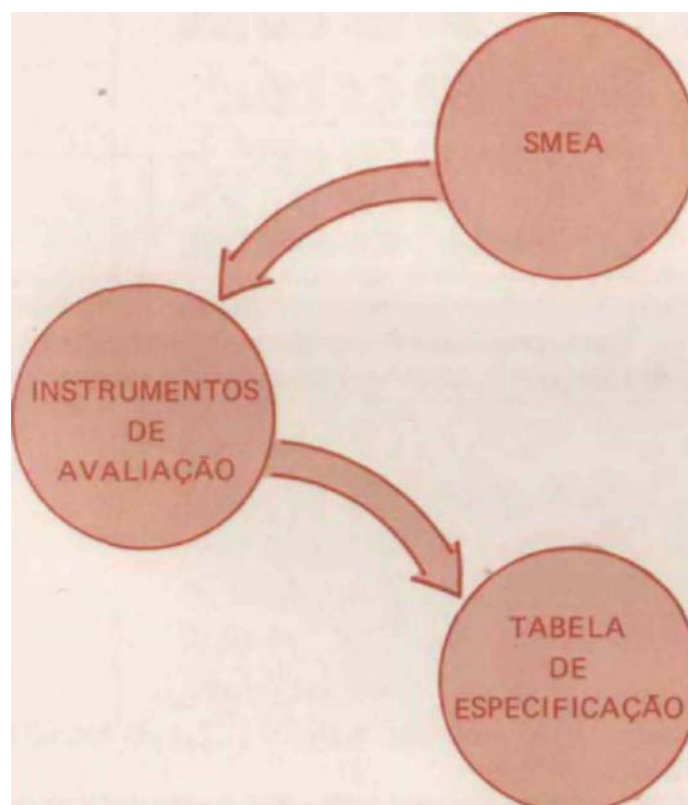 SMEA
INSTRUMENTOS
DE
AVALIAÇÃO
TABELA
DE
ESPECIFICAÇÃO